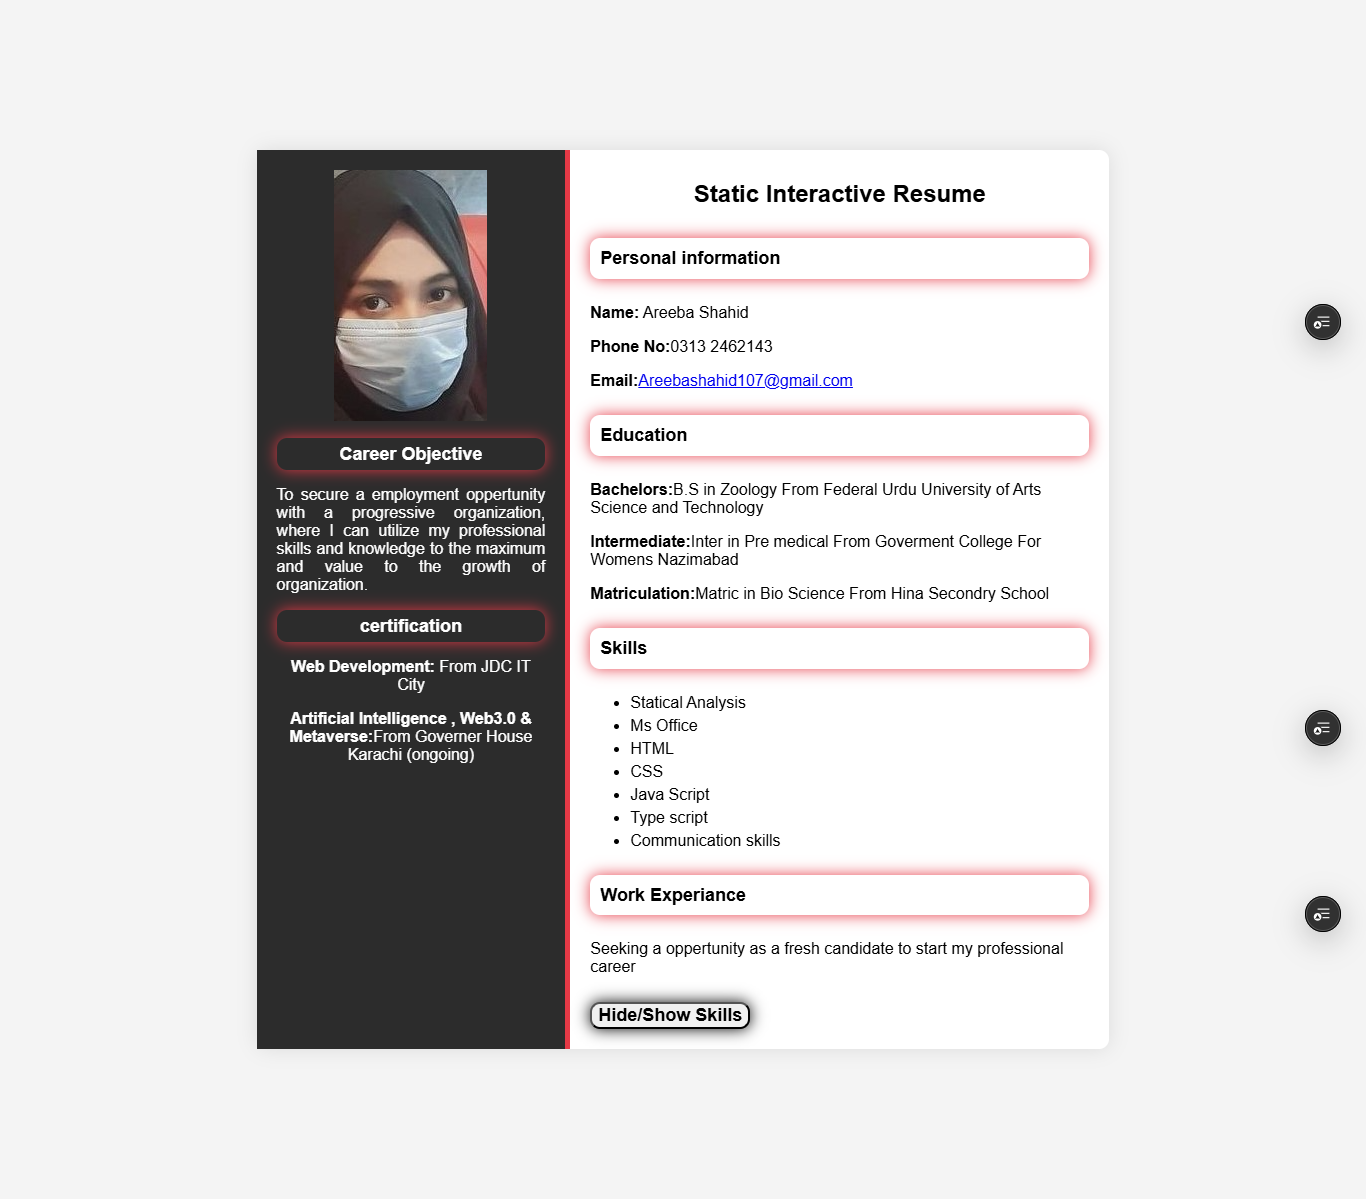 Career Objective
To secure a employment oppertunity
with a progressive organization,
where I can utilize my professional
skills and knowledge to the maximum
and value to the growth of
organization.
certification
Web Development: From JDC IT
City
Artificial Intelligence , Web3.0 &
Metaverse:From Governer House
Karachi (ongoing)
Static Interactive Resume
Personal information
Name: Areeba Shahid
Phone No:0313 2462143
Email:Areebashahid107@gmail.com
Education
Bachelors:B.S in Zoology From Federal Urdu University of Arts
Science and Technology
Intermediate:Inter in Pre medical From Goverment College For
Womens Nazimabad
Matriculation:Matric in Bio Science From Hina Secondry School
Skills
• Statical Analysis
• Ms Office
• HTML
• CSS
• Java Script
• Type script
• Communication skills
Work Experiance
Seeking a oppertunity as a fresh candidate to start my professional
career
Hide/Show Skills